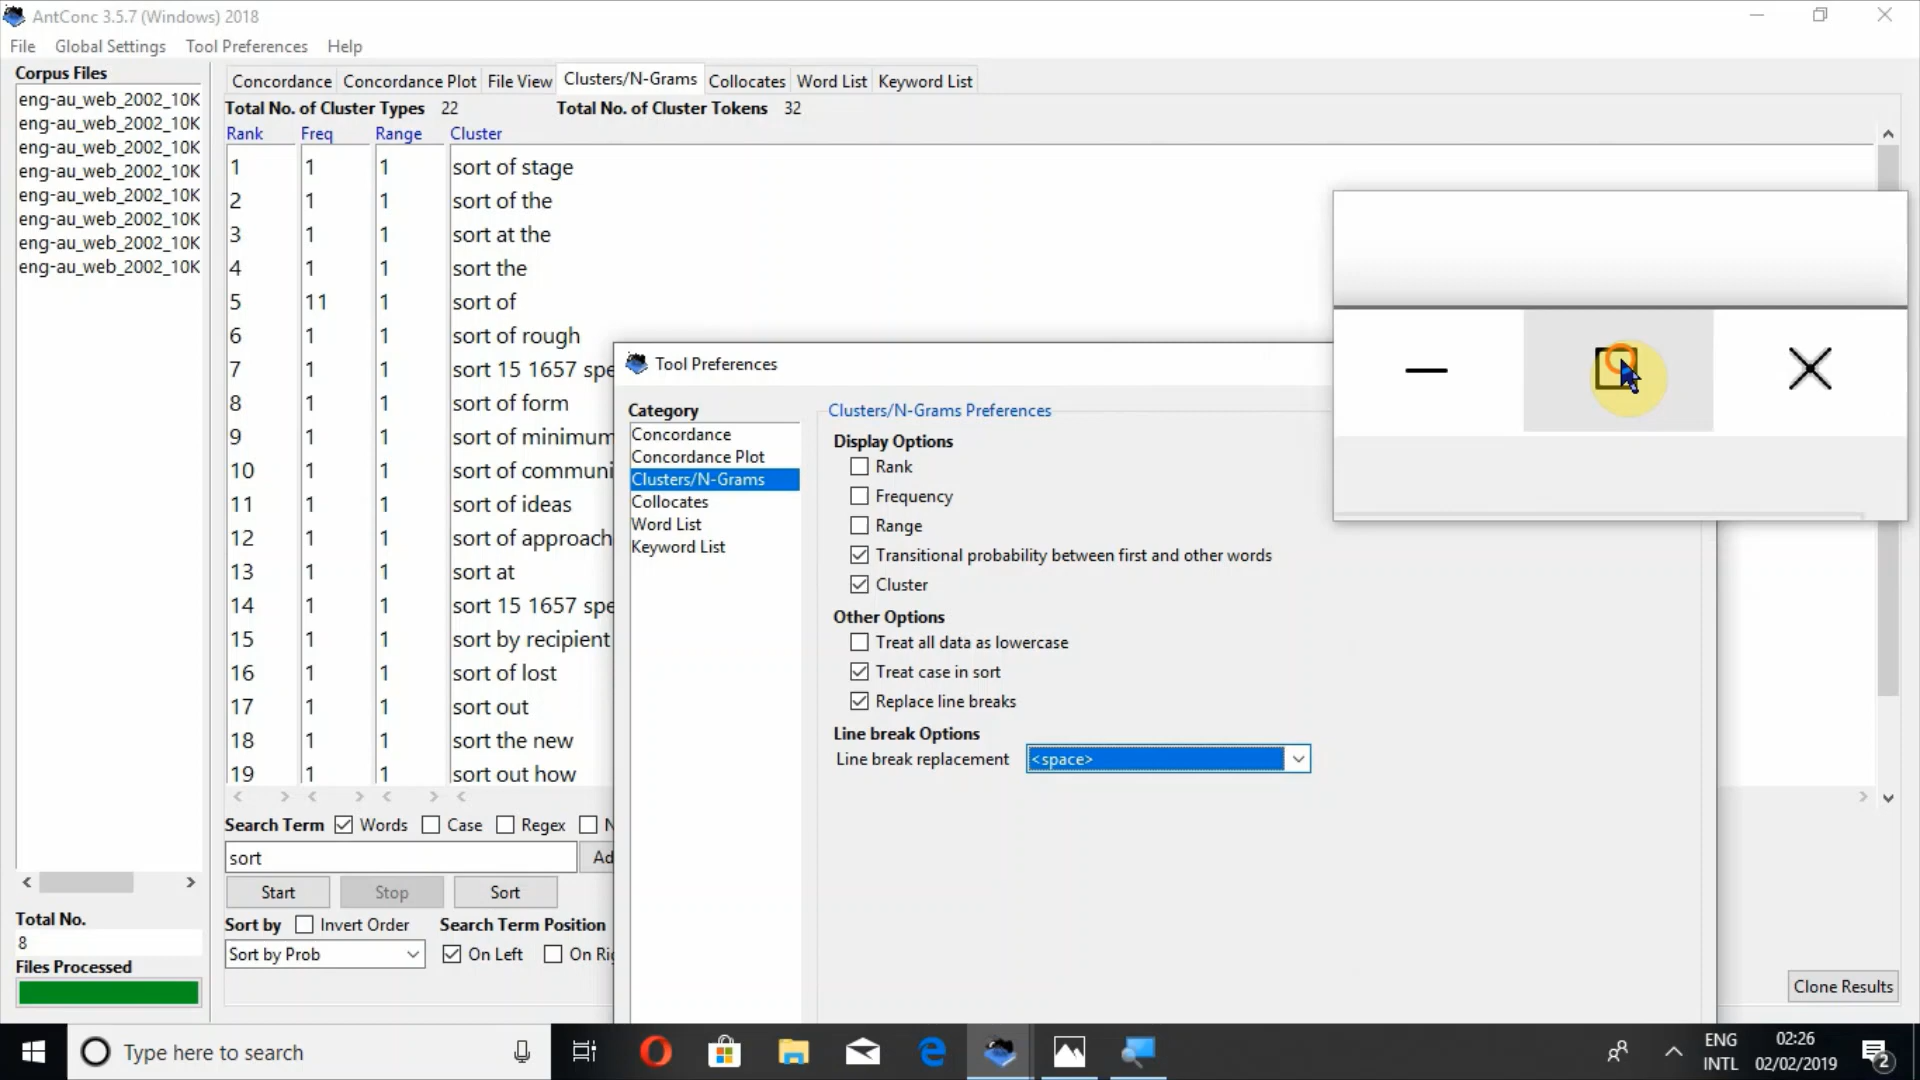 AntConc 3.5.7 (Windows) 2018
File Global Settings Tool Preferences Help
Corpus Files
eng-au_web_2002_10K
eng-au_web_2002_10K
eng-au_web_2002_10K
eng-au_web_2002_10K
eng-au_web_2002_10K
eng-au_web_2002_10K
eng-au_web_2002_10K
eng-au_web_2002_10K
Total No.
8
Files Processed
Concordance Concordance Plot File View Clusters/N-Grams Collocates Word List Keyword List
Total No. of Cluster Types 22 Total No. of Cluster Tokens 32
Rank Freq Range Cluster
1 1 1 sort of stage
2 1 1 sort of the
3 1 1 sort at the
4 1 1 sort the
5 11 1 sort of
6 1 1 sort of rough
7 1 1 sort 15 1657 spe
8 1 1 sort of form
9 1 1 sort of minimum
10 1 1 sort of communi
11 1 1 sort of ideas
12 1 1 sort of approach
13 1 1 sort at
14 1 1 sort 15 1657 spe
15 1 1 sort by recipient
16 1 1 sort of lost
17 1 1 sort out
18 1 1 sort the new
19 1 1 sort out how
Search Term Words Case Regex N
sort Ad
Start Stop Sort
Sort by Invert Order Search Term Position
Sort by Prob On Left On Rig
Clone Results
Tool Preferences
Category
Concordance
Concordance Plot
Clusters/N-Grams
Collocates
Word List
Keyword List
Clusters/N-Grams Preferences
Display Options
Rank
Frequency
Range
Transitional probability between first and other words
Cluster
Other Options
Treat all data as lowercase
Treat case in sort
Replace line breaks
Line break Options
Line break replacement <space>
Type here to search
ENG
INTL
02:26
02/02/2019
2